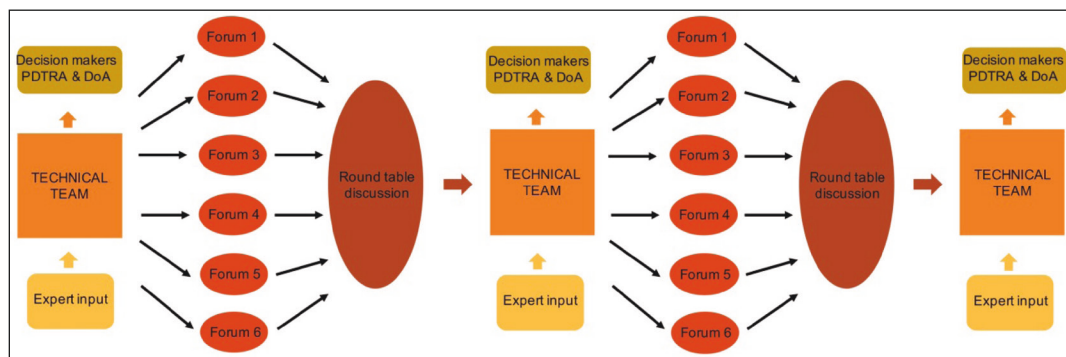 Decision makers
PDTRA & DoA
TECHNICAL
TEAM
Expert input
Forum 1
Forum 2
Forum 3
Forum 4
Forum 5
Forum 6
Round table
discussion
Decision makers
PDTRA & DoA
TECHNICAL
TEAM
Expert input
Forum 1
Forum 2
Forum 3
Forum 4
Forum 5
Forum 6
Round table
discussion
Decision makers
PDTRA & DoA
TECHNICAL
TEAM
Expert input